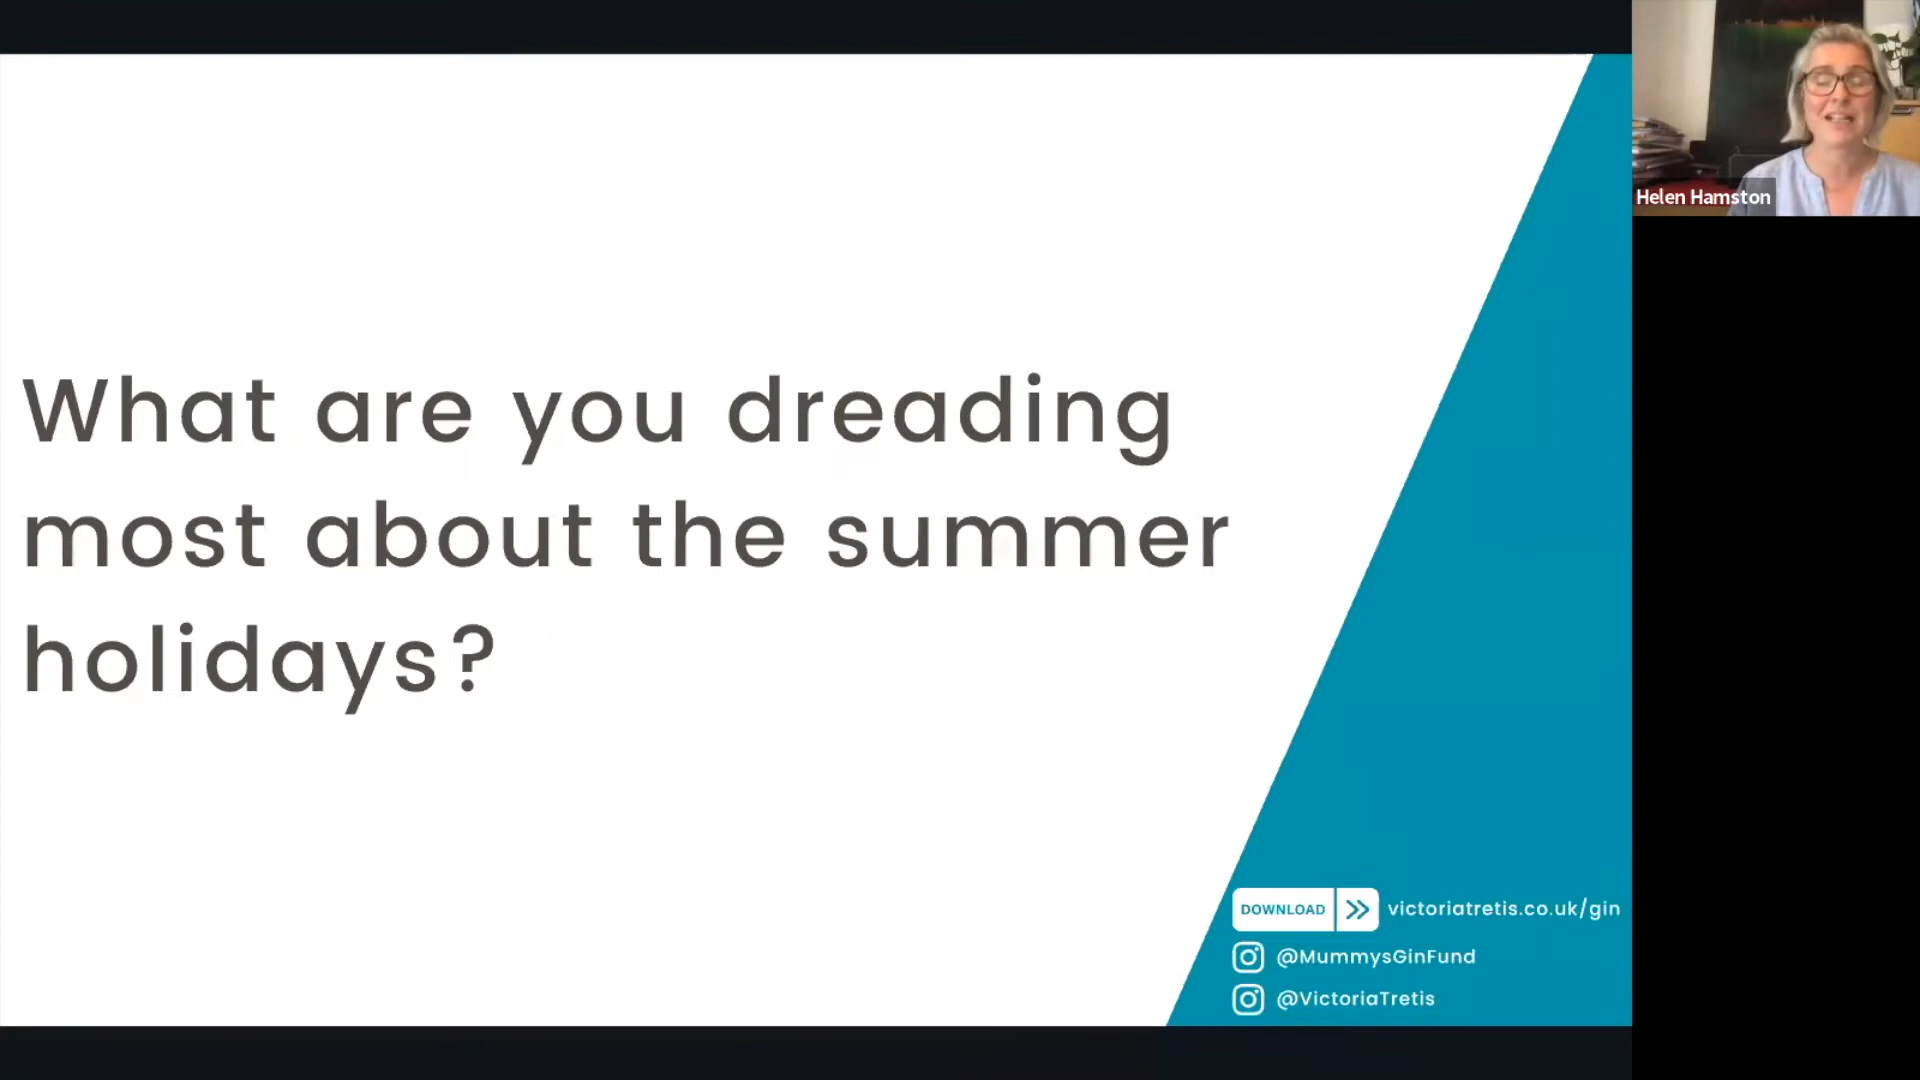 What are you dreading
most about the summer
holidays?
DOWNLOAD victoriatretis.co.uk/gin
@MummysGinFund
@VictoriaTretis
Helen Hamston